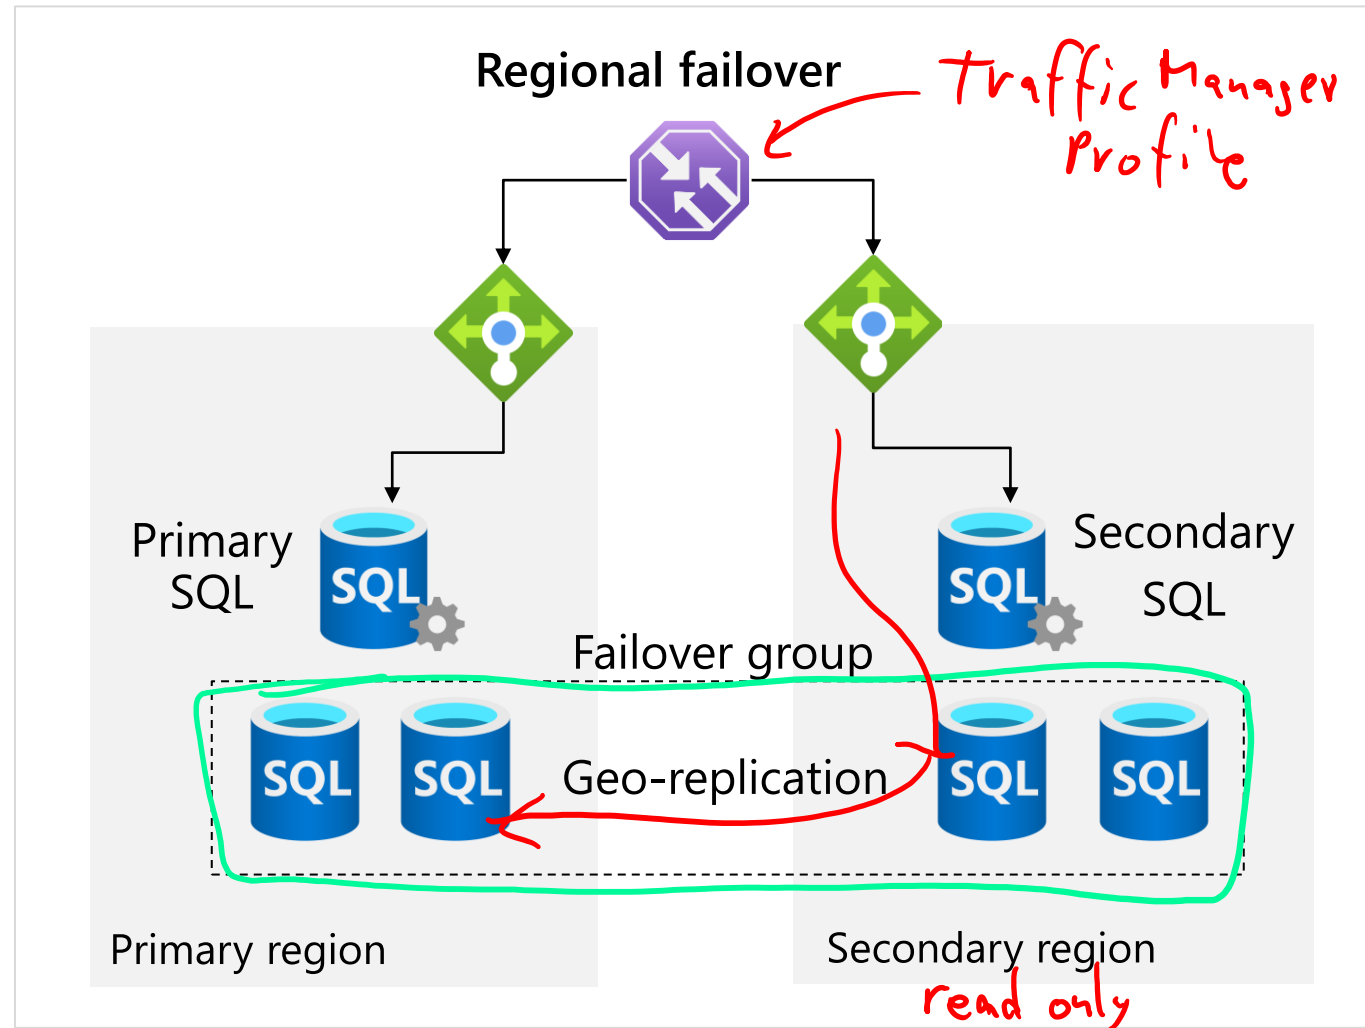 Regional failover
Traffic Manager
Profile
Primary
SQL
SQL
SQL
Secondary
SQL
Failover group
SQL
SQL
Geo-replication
SQL
SQL
Primary region
Secondary region
read only